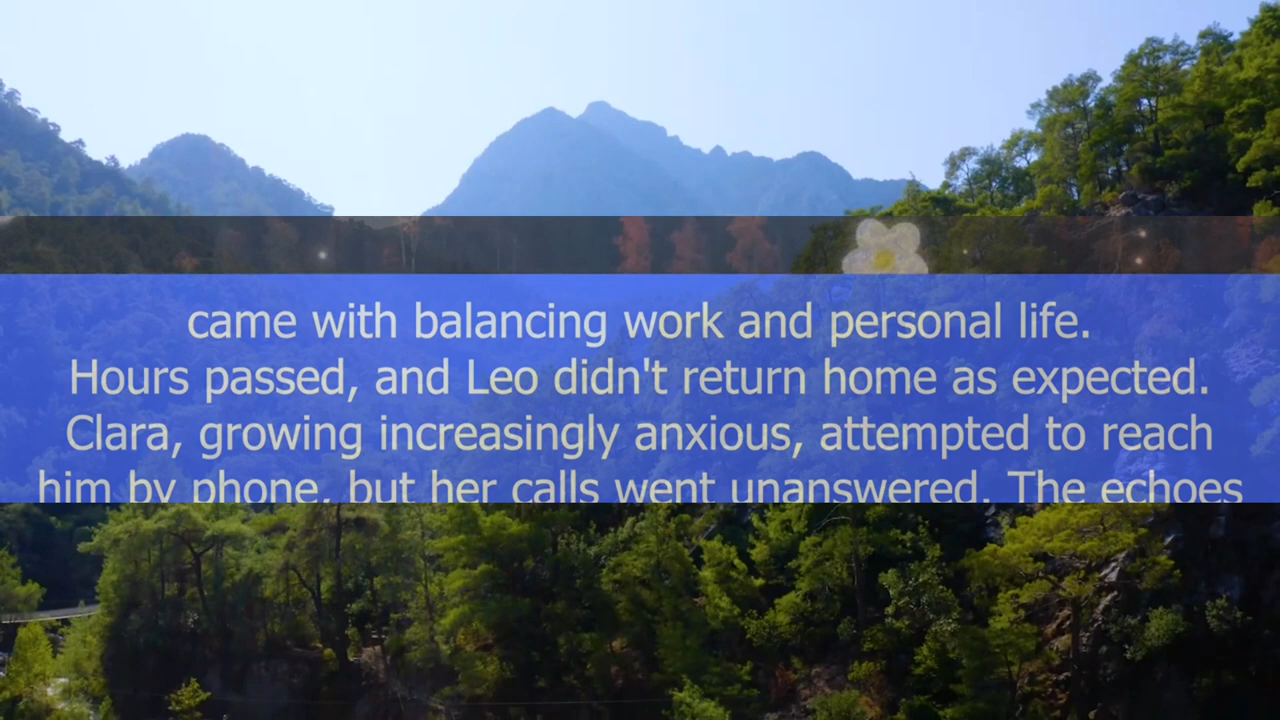 came with balancing work and personal life.
Hours passed, and Leo didn't return home as expected.
Clara, growing increasingly anxious, attempted to reach
him by phone, but her calls went unanswered. The echoes